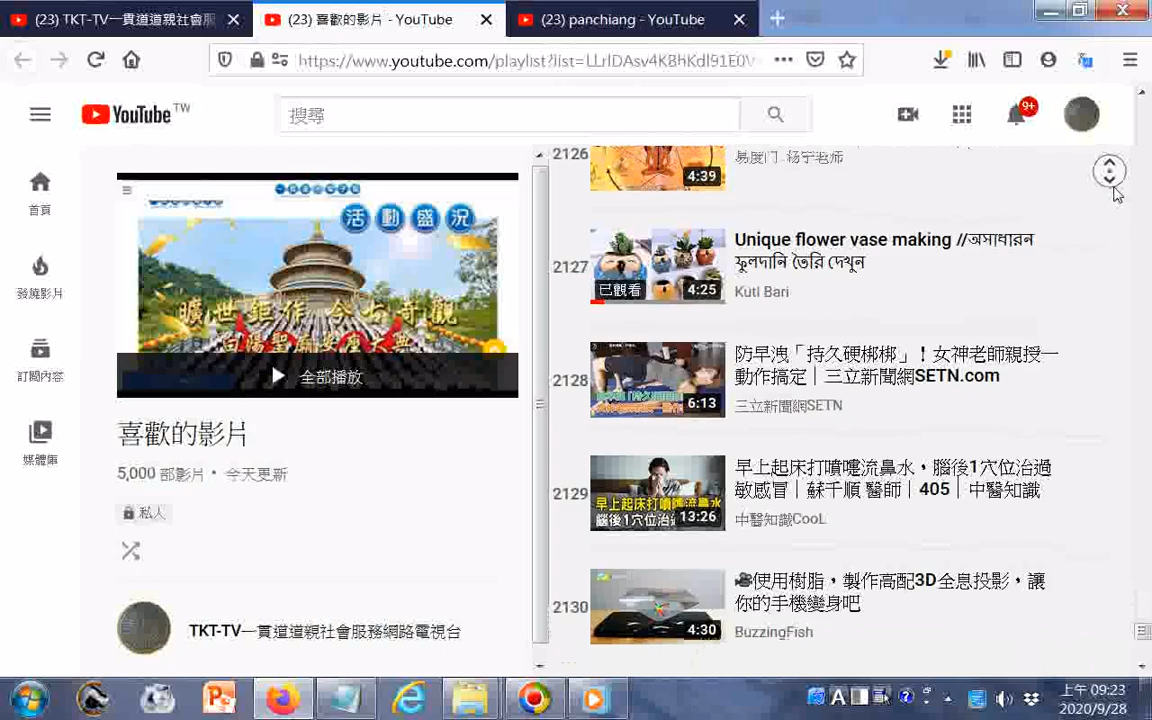 (23) TKT-TV一貫道道親社會服
(23) 喜歡的影片 - YouTube
(23) panchiang - YouTube
https://www.youtube.com/playlist?list=LLrIDAsv4KBhKdl91E0V
YouTube TW
搜尋
9+
首頁
發燒影片
訂閱內容
媒體庫
活動盛況
曠世鉅作 今古奇觀
全部播放
喜歡的影片
5,000 部影片 • 今天更新
私人
TKT-TV一貫道道親社會服務網路電視台
2126
4:39
易度门 杨宇老师
2127
已觀看
4:25
Unique flower vase making //অসাধারন
ফুলদানি তৈরি দেখুন
Kutl Bari
2128
6:13
防早洩「持久硬梆梆」！女神老師親授一
動作搞定｜三立新聞網SETN.com
三立新聞網SETN
2129
早上起床打噴嚏流鼻水
腦後1穴位治過
13:26
早上起床打噴嚏流鼻水，腦後1穴位治過
敏感冒｜蘇千順 醫師｜405｜中醫知識
中醫知識CooL
2130
4:30
🎥使用樹脂，製作高配3D全息投影，讓
你的手機變身吧
BuzzingFish
A
上午 09:23
2020/9/28